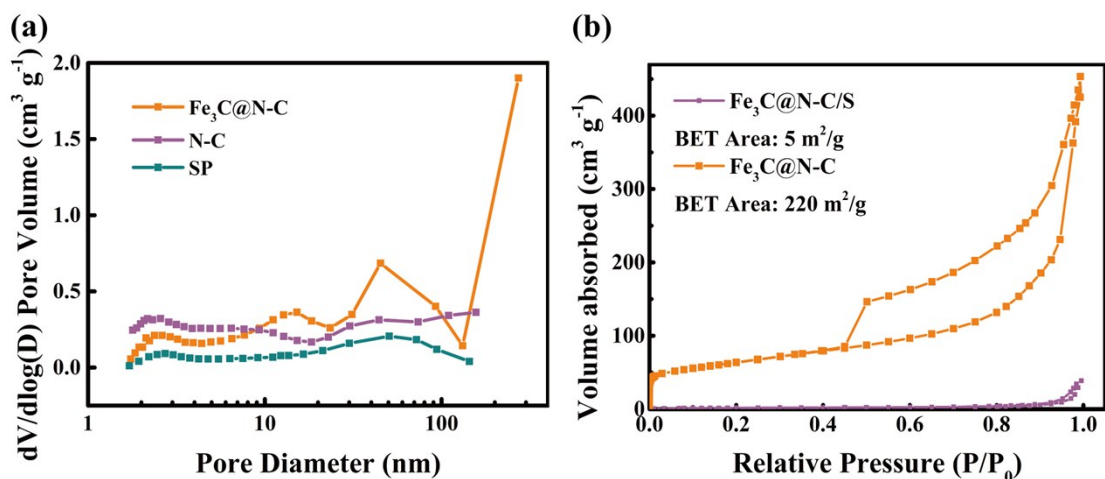 (a)
dV/dlog(D) Pore Volume (cm³ g⁻¹)
2.0
1.5
1.0
0.5
0.0
Fe₃C@N-C
N-C
SP
1
10
100
Pore Diameter (nm)
(b)
Volume absorbed (cm³ g⁻¹)
400
300
200
100
0
Fe₃C@N-C/S
BET Area: 5 m²/g
Fe₃C@N-C
BET Area: 220 m²/g
0.0
0.2
0.4
0.6
0.8
1.0
Relative Pressure (P/P₀)